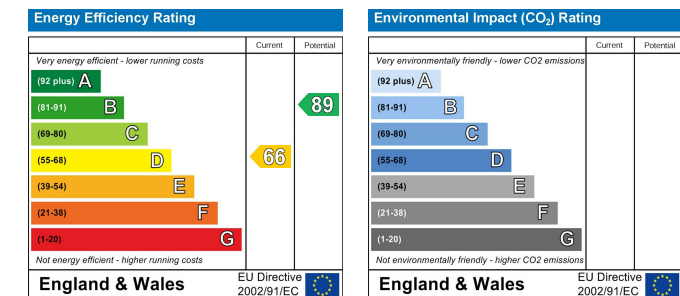 Energy Efficiency Rating
Current Potential
Very energy efficient - lower running costs
(92 plus) A
(81-91) B
89
(69-80) C
(55-68) D
66
(39-54) E
(21-38) F
(1-20) G
Not energy efficient - higher running costs
England & Wales
EU Directive
2002/91/EC
Environmental Impact (CO₂) Rating
Current Potential
Very environmentally friendly - lower CO2 emissions
(92 plus) A
(81-91) B
(69-80) C
(55-68) D
(39-54) E
(21-38) F
(1-20) G
Not environmentally friendly - higher CO2 emissions
England & Wales
EU Directive
2002/91/EC